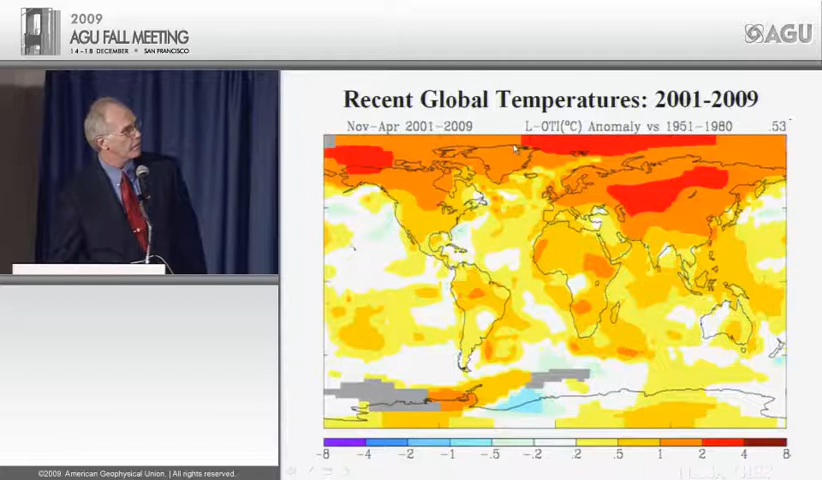 2009
AGU FALL MEETING
14-18 DECEMBER • SAN FRANCISCO
AGU
Recent Global Temperatures: 2001-2009
Nov-Apr 2001-2009 L-OTI(°C) Anomaly vs 1951-1980 .53
-8 -4 -2 -1 -.5 -.2 .2 .5 1 2 4 8
©2009. American Geophysical Union. | All rights reserved.